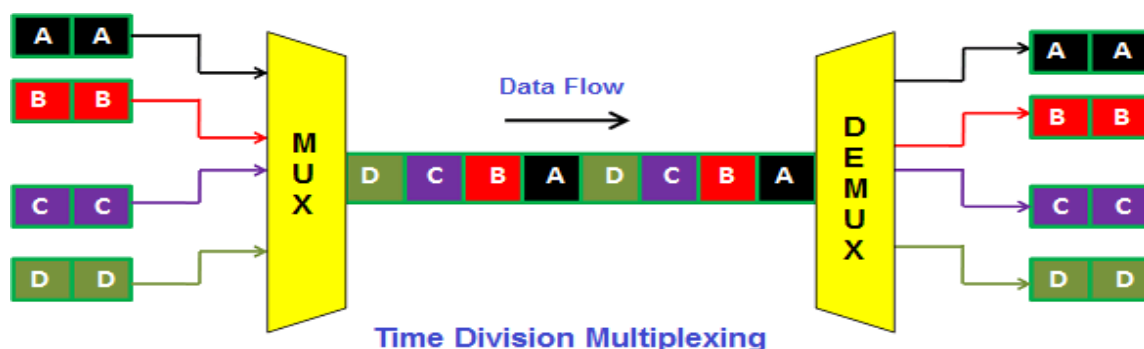 A A
B B
C C
D D
MUX
Data Flow
D C B A D C B A
DEMUX
A A
B B
C C
D D
Time Division Multiplexing